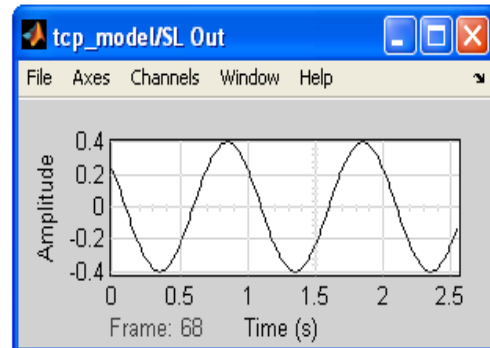 tcp_model/SL Out
File Axes Channels Window Help
0.4
0.2
0
-0.2
-0.4
Amplitude
0 0.5 1 1.5 2 2.5
Frame: 68 Time (s)